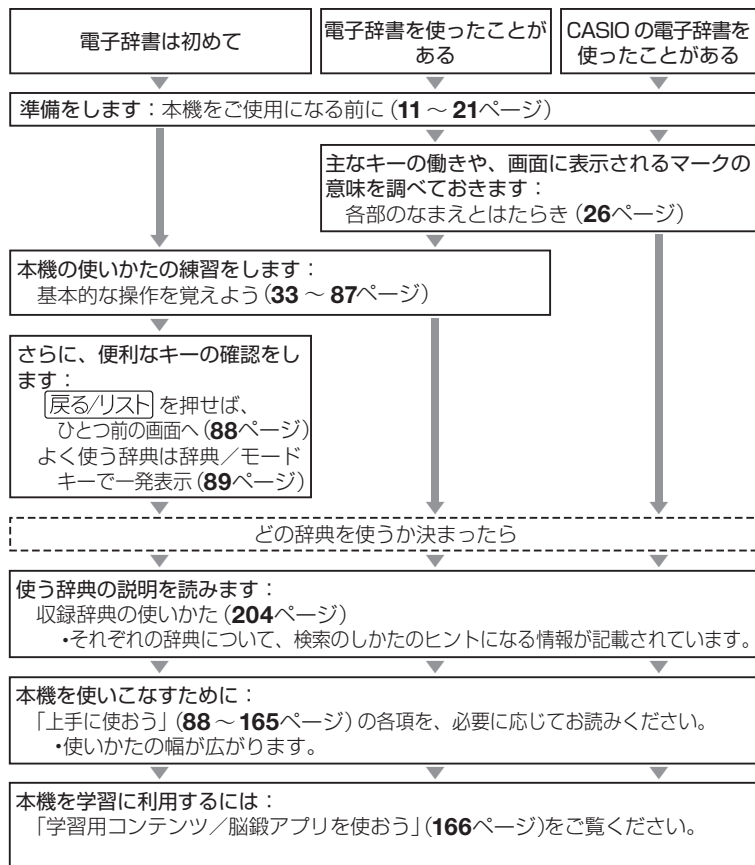 電子辞書は初めて
電子辞書を使ったことが
ある
CASIO の電子辞書を
使ったことがある
準備をします：本機をご使用になる前に（11 ～ 21ページ）
主なキーの働きや、画面に表示されるマークの
意味を調べておきます：
各部のなまえとはたらき（26ページ）
本機の使いかたの練習をします：
基本的な操作を覚えよう（33 ～ 87ページ）
さらに、便利なキーの確認をし
ます：
戻る/リスト を押せば、
ひとつ前の画面へ（88ページ）
よく使う辞典は辞典／モード
キーで一発表示（89ページ）
どの辞典を使うか決まったら
使う辞典の説明を読みます：
収録辞典の使いかた（204ページ）
•それぞれの辞典について、検索のしかたのヒントになる情報が記載されています。
本機を使いこなすために：
「上手に使おう」（88 ～ 165ページ）の各項を、必要に応じてお読みください。
•使いかたの幅が広がります。
本機を学習に利用するには：
「学習用コンテンツ／脳鍛アプリを使おう」（166ページ）をご覧ください。